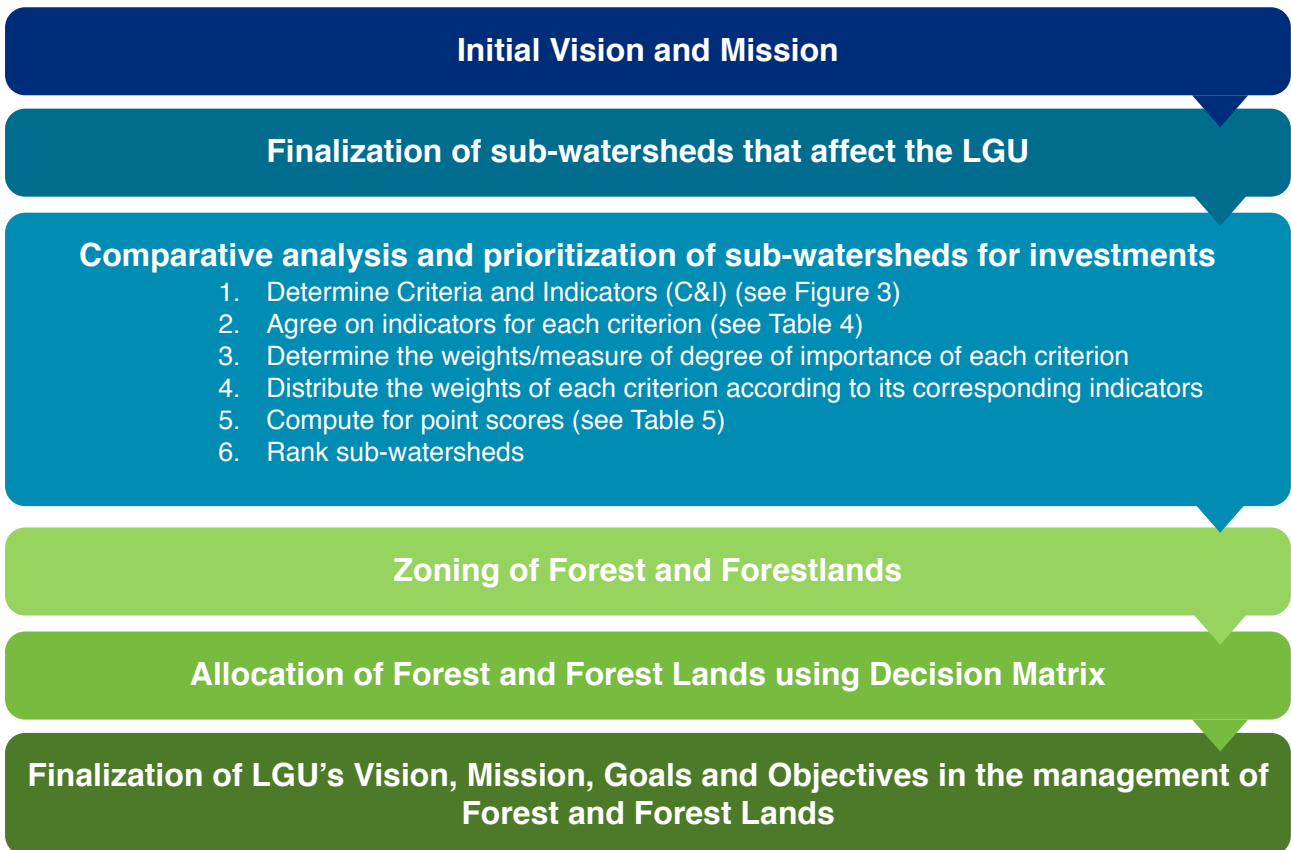 Initial Vision and Mission
Finalization of sub-watersheds that affect the LGU
Comparative analysis and prioritization of sub-watersheds for investments
1. Determine Criteria and Indicators (C&I) (see Figure 3)
2. Agree on indicators for each criterion (see Table 4)
3. Determine the weights/measure of degree of importance of each criterion
4. Distribute the weights of each criterion according to its corresponding indicators
5. Compute for point scores (see Table 5)
6. Rank sub-watersheds
Zoning of Forest and Forestlands
Allocation of Forest and Forest Lands using Decision Matrix
Finalization of LGU’s Vision, Mission, Goals and Objectives in the management of
Forest and Forest Lands